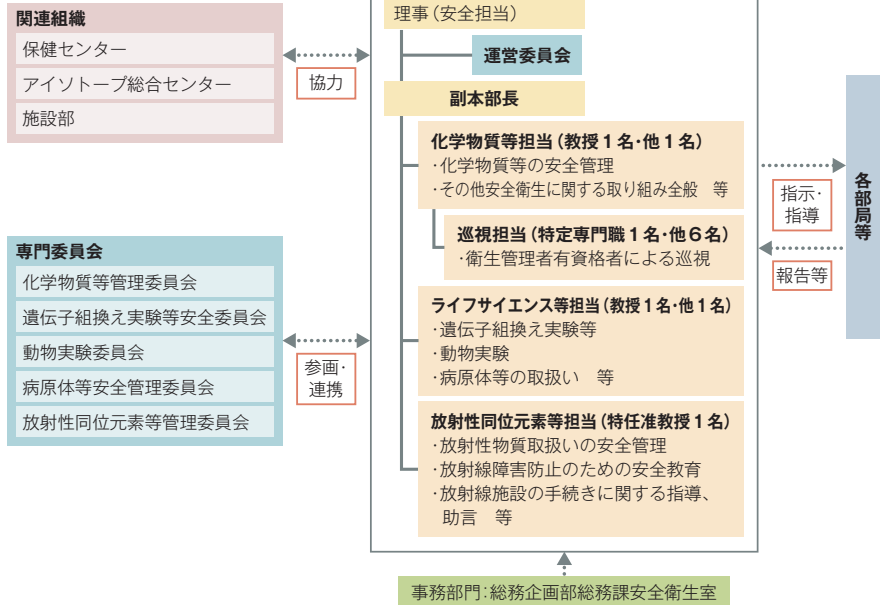 関連組織
保健センター
アイソトープ総合センター
施設部
協力
専門委員会
化学物質等管理委員会
遺伝子組換え実験等安全委員会
動物実験委員会
病原体等安全管理委員会
放射性同位元素等管理委員会
参画・
連携
理事（安全担当）
運営委員会
副本部長
化学物質等担当（教授1名・他1名）
・化学物質等の安全管理
・その他安全衛生に関する取り組み全般　等
巡視担当（特定専門職1名・他6名）
・衛生管理者有資格者による巡視
ライフサイエンス等担当（教授1名・他1名）
・遺伝子組換え実験等
・動物実験
・病原体等の取扱い　等
放射性同位元素等担当（特任准教授1名）
・放射性物質取扱いの安全管理
・放射線障害防止のための安全教育
・放射線施設の手続きに関する指導、
助言　等
指示・
指導
報告等
各部局等
事務部門：総務企画部総務課安全衛生室